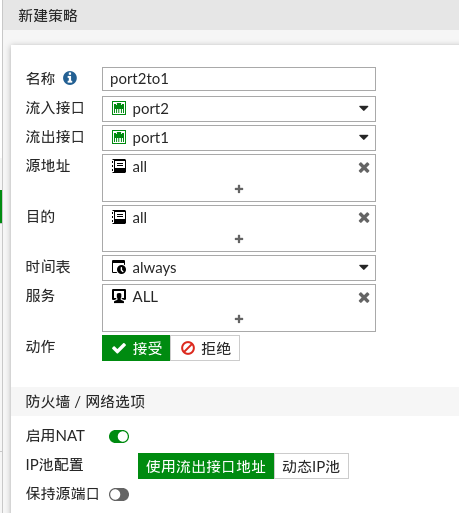 新建策略
名称 port2to1
流入接口 port2
流出接口 port1
源地址 all
+
目的 all
+
时间表 always
服务 ALL
+
动作 接受 拒绝
防火墙 / 网络选项
启用NAT
IP池配置 使用流出接口地址 动态IP池
保持源端口